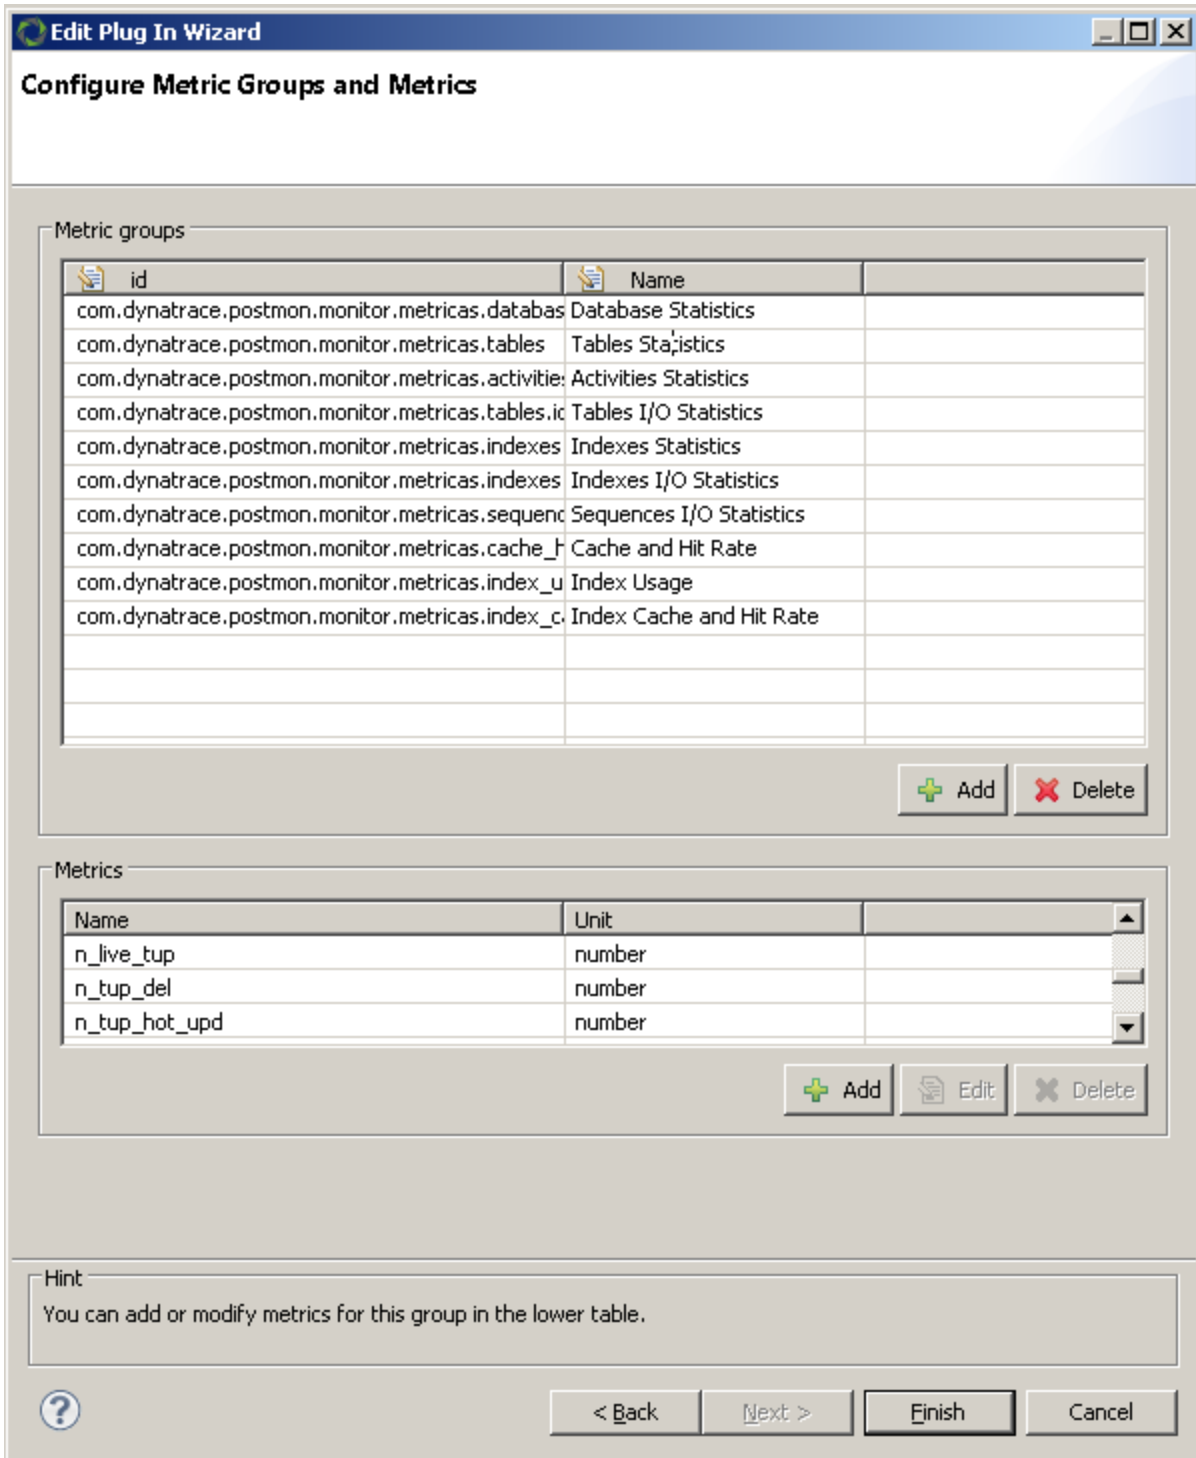 Edit Plug In Wizard
Configure Metric Groups and Metrics
Metric groups
id Name
com.dynatrace.postmon.monitor.metricas.databas Database Statistics
com.dynatrace.postmon.monitor.metricas.tables Tables Statistics
com.dynatrace.postmon.monitor.metricas.activities Activities Statistics
com.dynatrace.postmon.monitor.metricas.tables.io Tables I/O Statistics
com.dynatrace.postmon.monitor.metricas.indexes Indexes Statistics
com.dynatrace.postmon.monitor.metricas.indexes Indexes I/O Statistics
com.dynatrace.postmon.monitor.metricas.sequenc Sequences I/O Statistics
com.dynatrace.postmon.monitor.metricas.cache_h Cache and Hit Rate
com.dynatrace.postmon.monitor.metricas.index_u Index Usage
com.dynatrace.postmon.monitor.metricas.index_ca Index Cache and Hit Rate
Add Delete
Metrics
Name Unit
n_live_tup number
n_tup_del number
n_tup_hot_upd number
Add Edit Delete
Hint
You can add or modify metrics for this group in the lower table.
? < Back Next > Finish Cancel